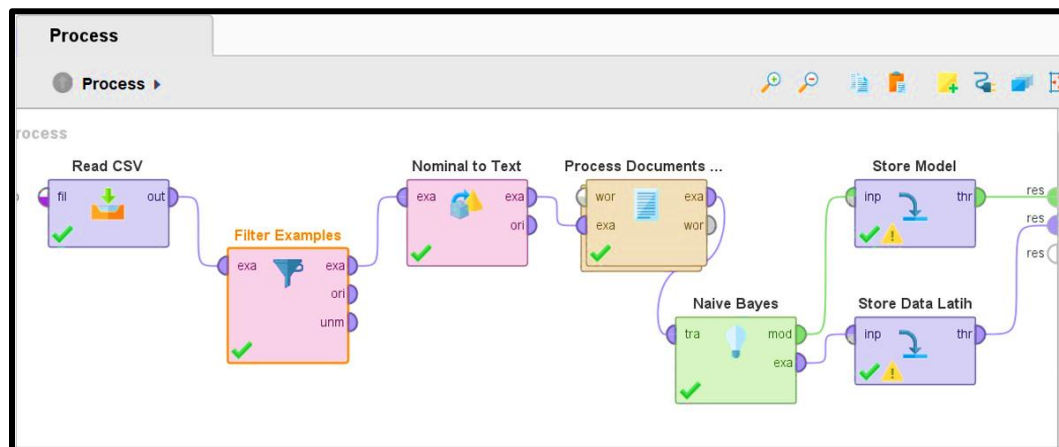 Process
Process
rocess
Read CSV
fil
out
Filter Examples
exa
exa
ori
unm
Nominal to Text
exa
exa
ori
Process Documents ...
wor
exa
exa
wor
Naive Bayes
tra
mod
exa
Store Model
inp
thr
Store Data Latih
inp
thr
res
res
res